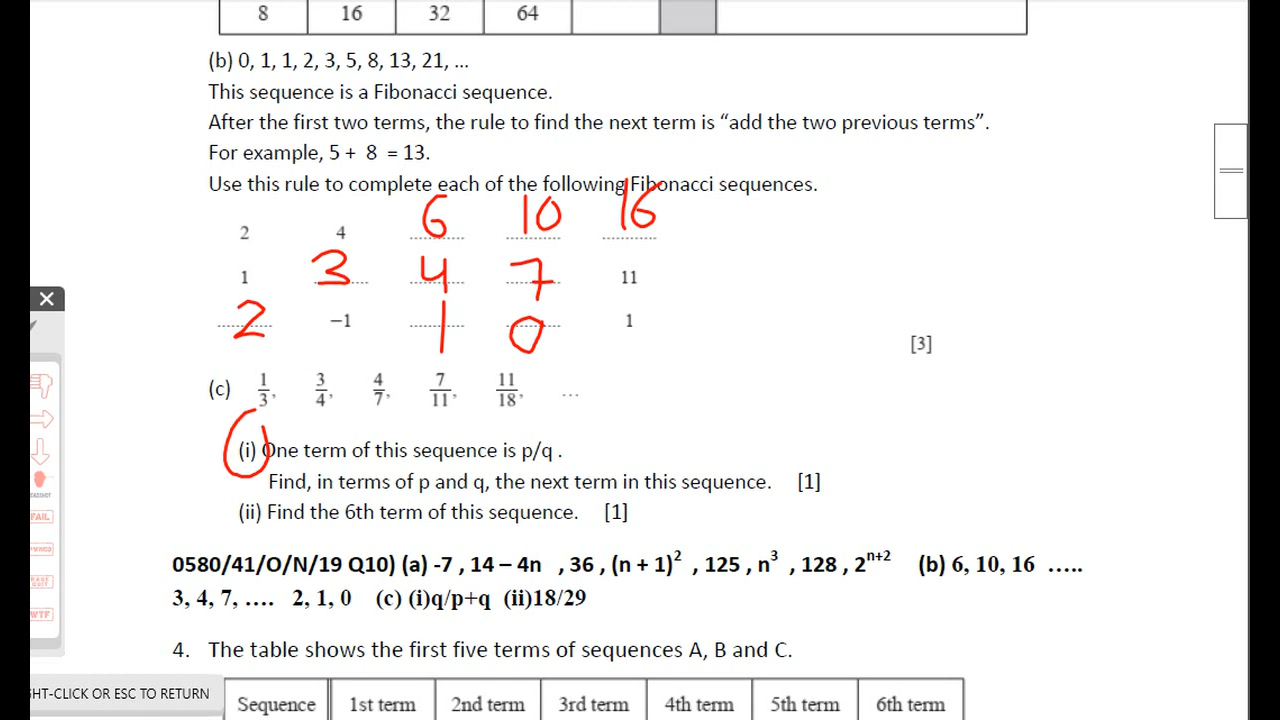 8 16 32 64
(b) 0, 1, 1, 2, 3, 5, 8, 13, 21, ...
This sequence is a Fibonacci sequence.
After the first two terms, the rule to find the next term is “add the two previous terms”.
For example, 5 + 8 = 13.
Use this rule to complete each of the following Fibonacci sequences.
2 4 6 10 16
1 3 4 7 11
2 −1 1 0 1
[3]
(c) 1/3, 3/4, 4/7, 7/11, 11/18, ...
(i) One term of this sequence is p/q .
Find, in terms of p and q, the next term in this sequence. [1]
(ii) Find the 6th term of this sequence. [1]
0580/41/O/N/19 Q10) (a) -7 , 14 – 4n , 36 , (n + 1)² , 125 , n³ , 128 , 2ⁿ⁺² (b) 6, 10, 16 …..
3, 4, 7, …. 2, 1, 0 (c) (i)q/p+q (ii)18/29
4. The table shows the first five terms of sequences A, B and C.
Sequence 1st term 2nd term 3rd term 4th term 5th term 6th term
FAIL
WTF
HT-CLICK OR ESC TO RETURN